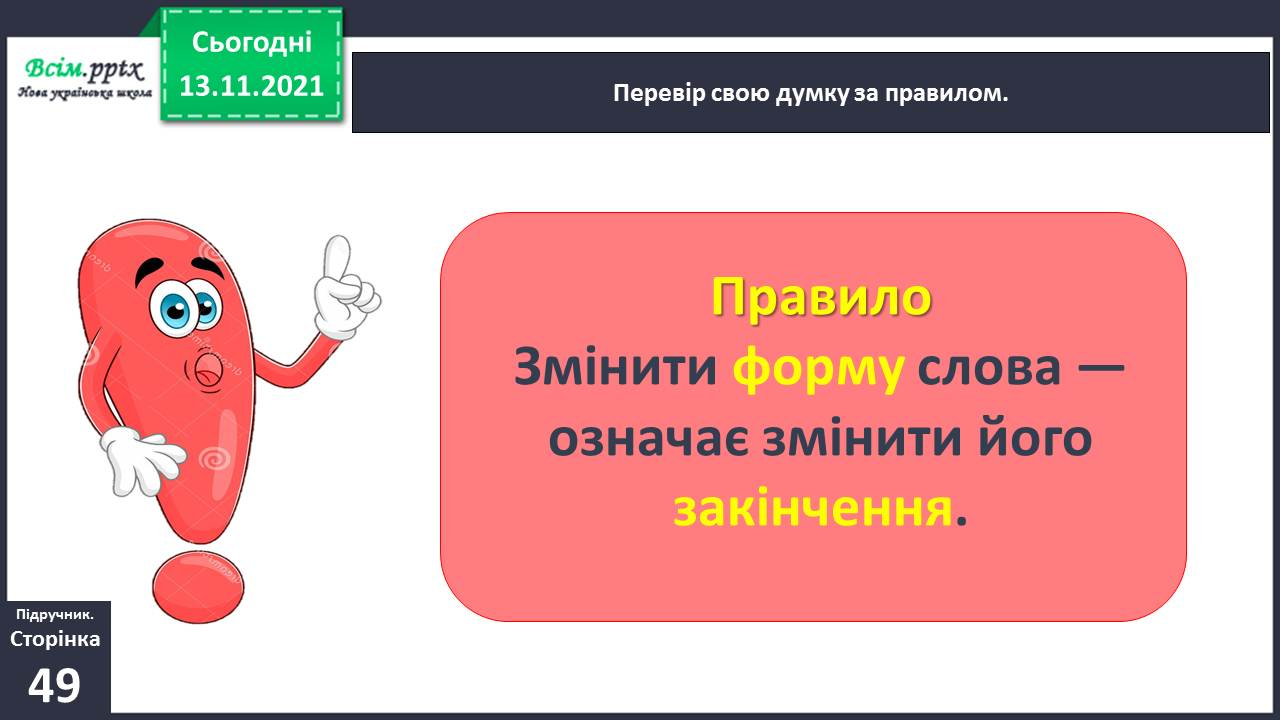 Сьогодні
13.11.2021
Всім.pptx
Нова українська школа
Перевір свою думку за правилом.
Правило
Змінити форму слова —
означає змінити його
закінчення.
Підручник.
Сторінка
49